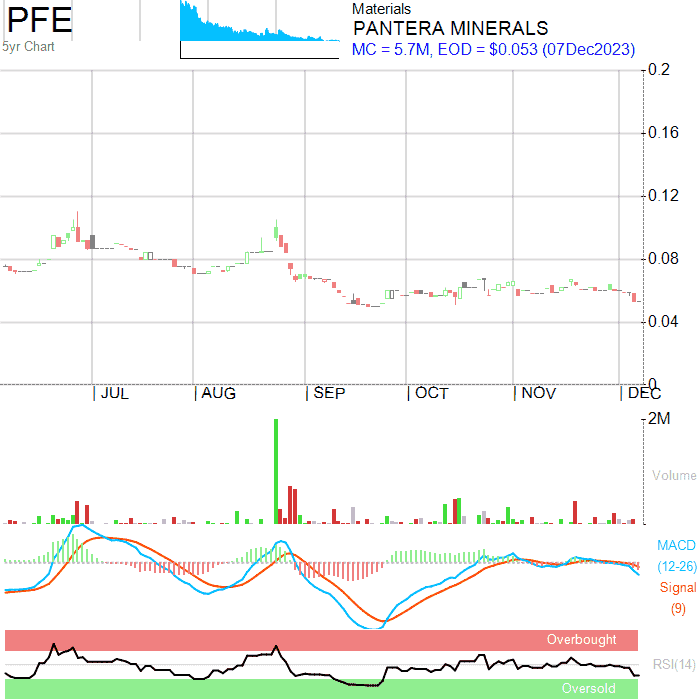 PFE
5yr Chart
Materials
PANTERA MINERALS
MC = 5.7M, EOD = $0.053 (07Dec2023)
0.2
0.16
0.12
0.08
0.04
0
JUL AUG SEP OCT NOV DEC
2M
Volume
MACD
(12-26)
Signal
(9)
Overbought
RSI(14)
Oversold